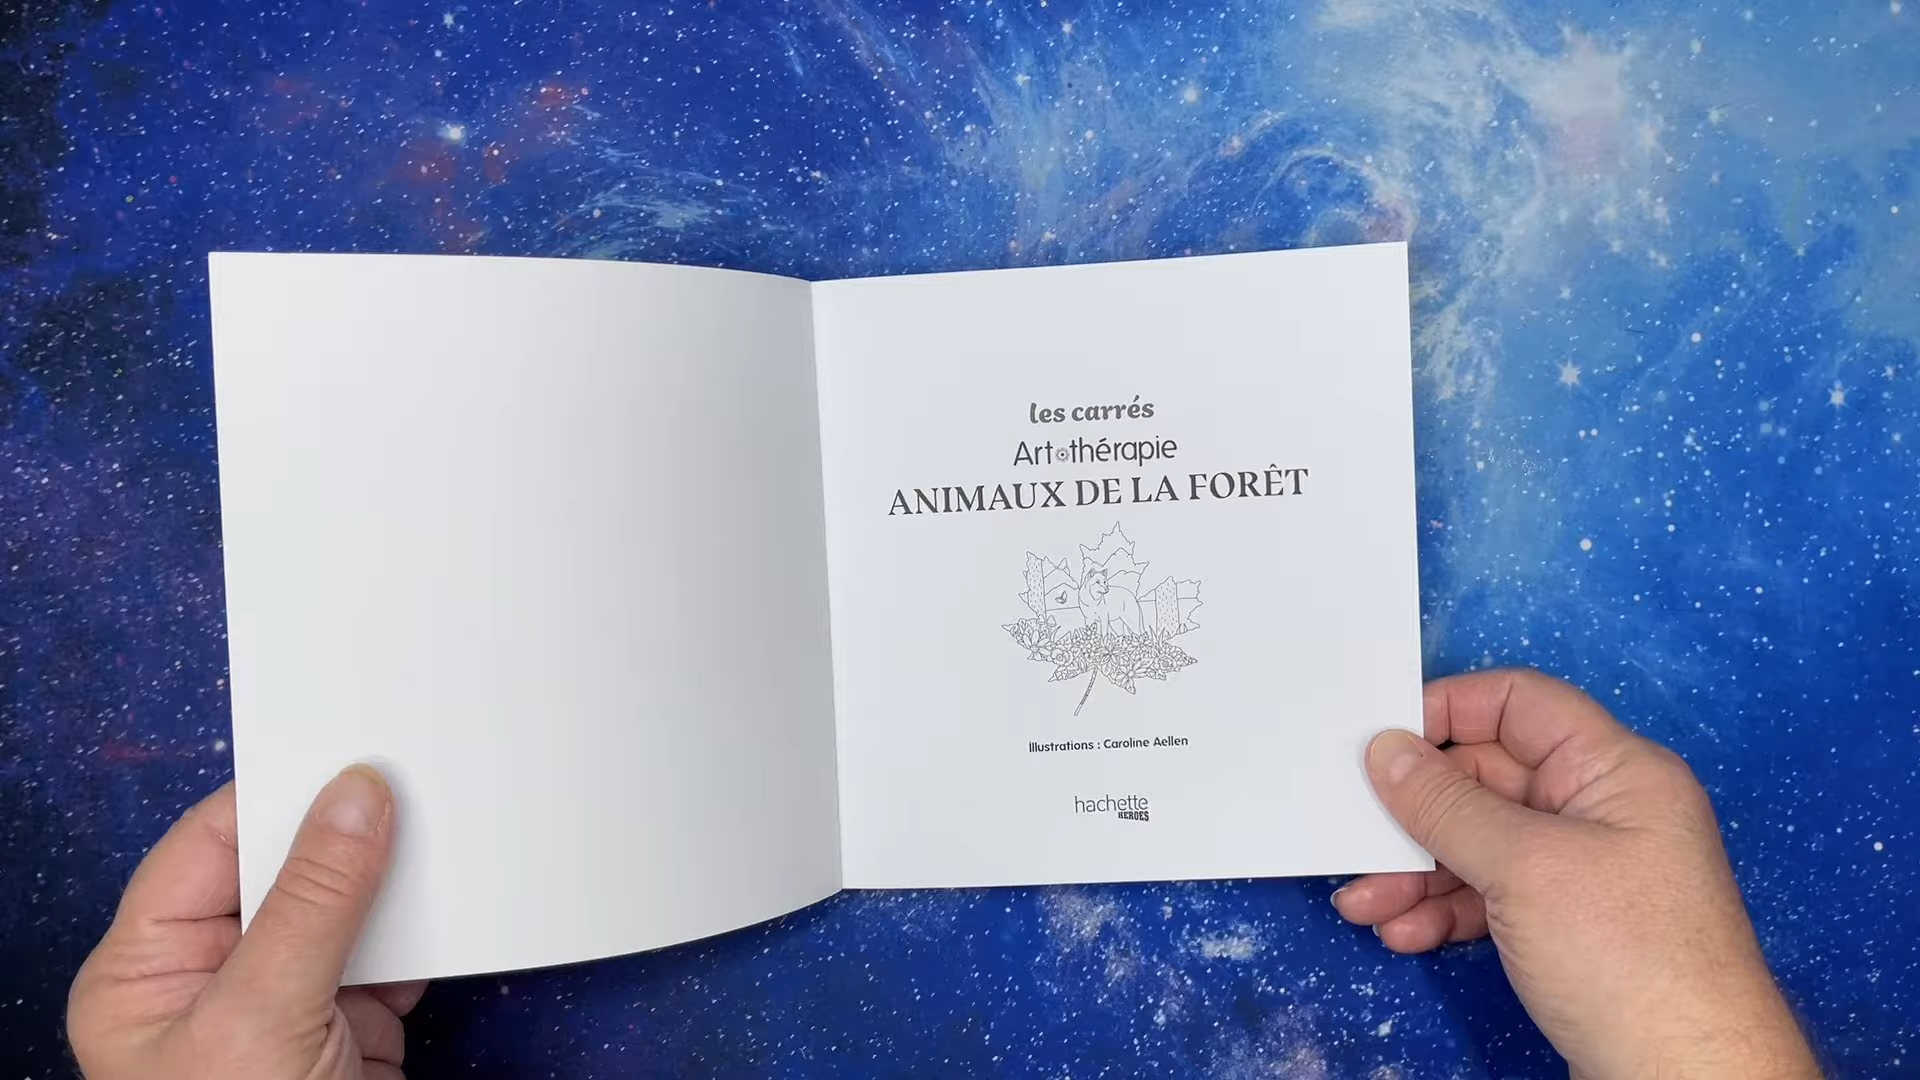 les carrés
Art thérapie
ANIMAUX DE LA FORÊT
Illustrations : Caroline Aellen
hachette
HEROES